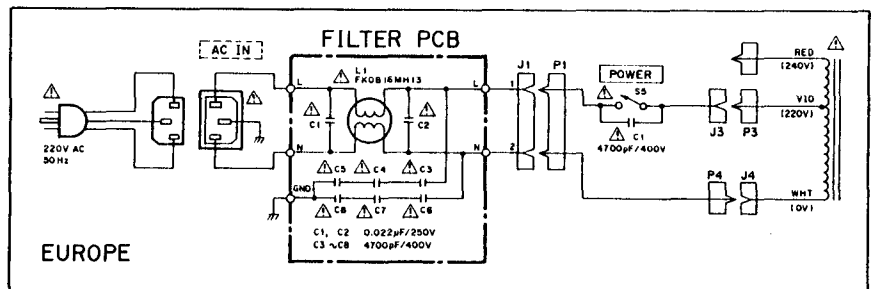 FILTER PCB
AC IN
L1
FKOB16MH13
J1
P1
POWER
S5
RED
(240V)
L
L
1
C1
C2
VIO
(220V)
J3
P3
C1
4700pF/400V
220V AC
50Hz
N
N
2
C5
C4
C3
GND
C8
C7
C6
P4
J4
WHT
(0V)
C1, C2 0.022µF/250V
C3 ~C8 4700pF/400V
EUROPE